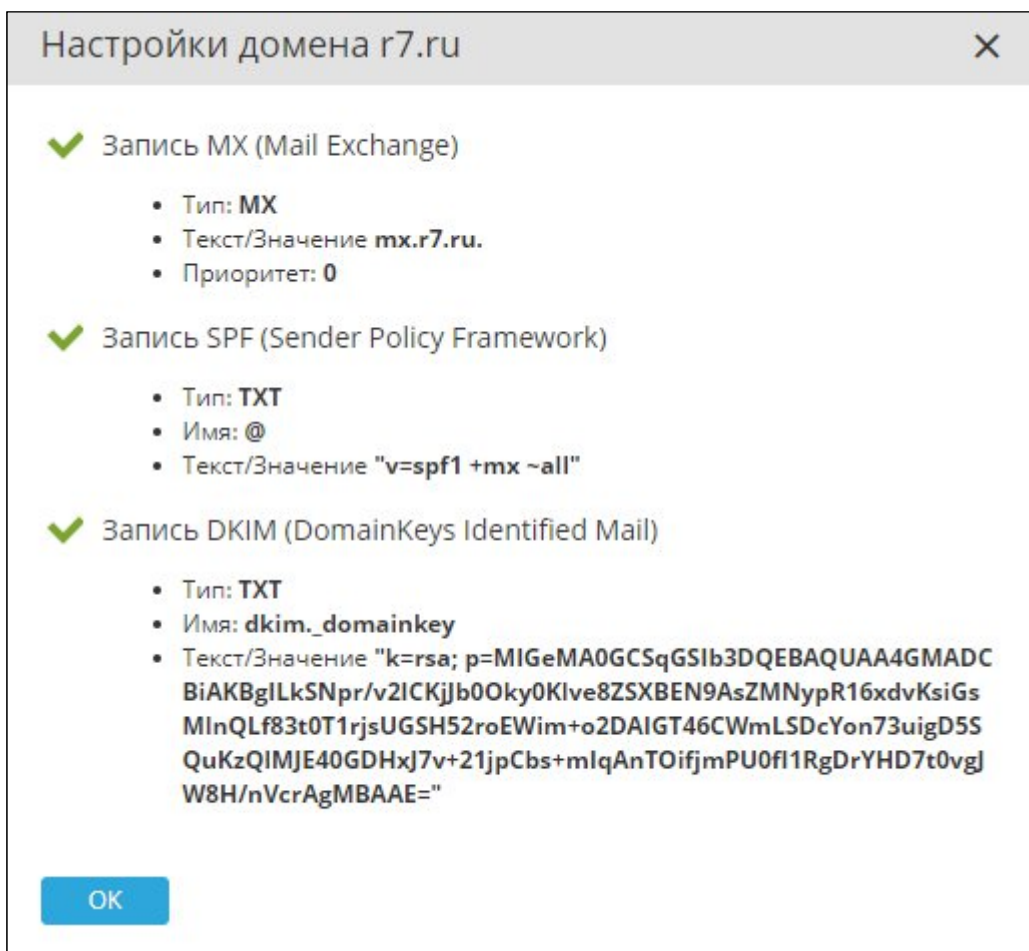 Настройки домена r7.ru
Запись MX (Mail Exchange)
Тип: MX
Текст/Значение mx.r7.ru.
Приоритет: 0
Запись SPF (Sender Policy Framework)
Тип: TXT
Имя: @
Текст/Значение "v=spf1 +mx ~all"
Запись DKIM (DomainKeys Identified Mail)
Тип: TXT
Имя: dkim._domainkey
Текст/Значение "k=rsa; p=MIGeMA0GCSqGSIb3DQEBAQUAA4GMADC
BiAKBgILkSNpr/v2ICKjJb0Oky0KIve8ZSXBEN9AsZMNypR16xdvKsiGs
MInQLf83t0T1rjsUGSH52roEWim+o2DAIGT46CWmLSDcYon73uigD5S
QuKzQIMJE40GDHxJ7v+21jpCbs+mIqAnTOifjmPU0fI1RgDrYHD7t0vgJ
W8H/nVcrAgMBAAE="
OK